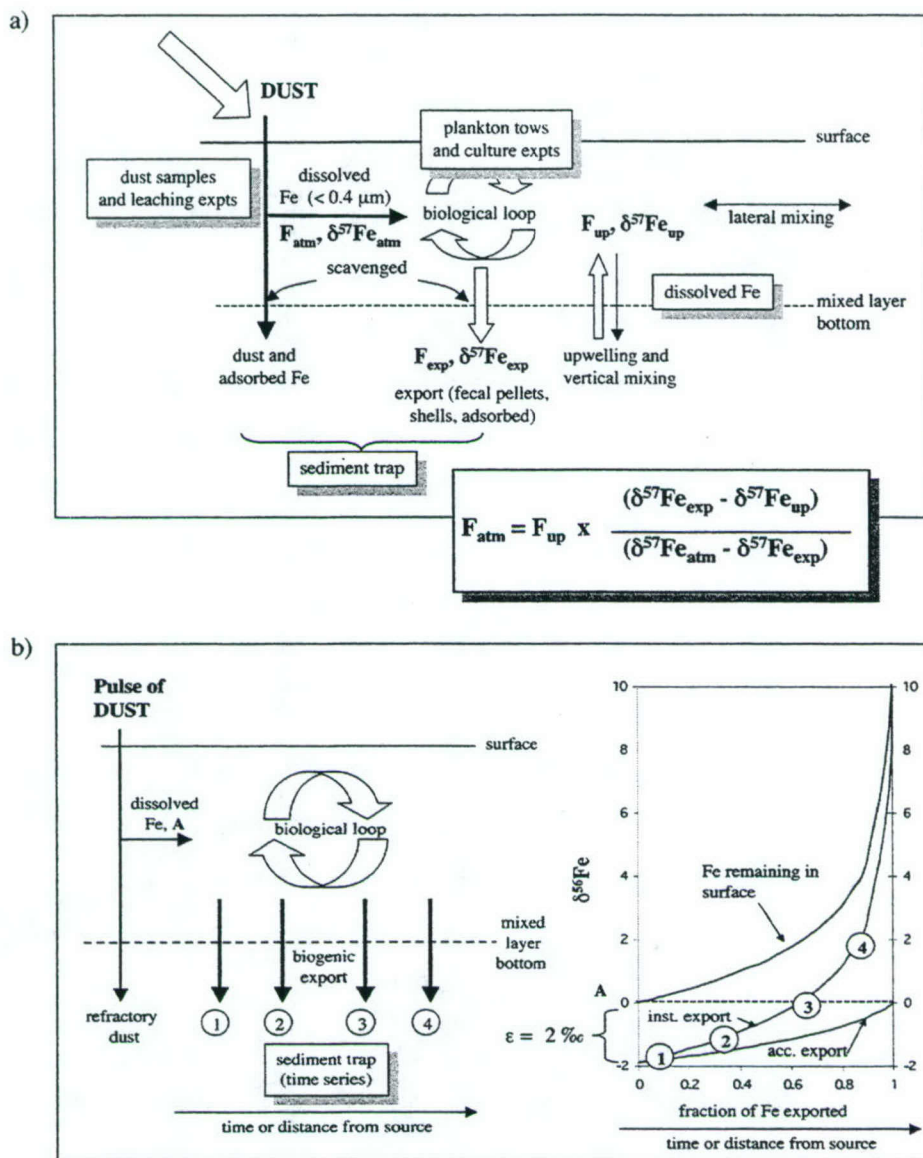 a)
DUST
surface
plankton tows
and culture expts
dust samples
and leaching expts
dissolved
Fe (< 0.4 μm)
F_atm, δ⁵⁷Fe_atm
biological loop
lateral mixing
F_up, δ⁵⁷Fe_up
scavenged
dissolved Fe
mixed layer
bottom
dust and
adsorbed Fe
F_exp, δ⁵⁷Fe_exp
export (fecal pellets,
shells, adsorbed)
upwelling and
vertical mixing
sediment trap
F_atm = F_up x (δ⁵⁷Fe_exp - δ⁵⁷Fe_up)
(δ⁵⁷Fe_atm - δ⁵⁷Fe_exp)
b)
Pulse of
DUST
surface
dissolved
Fe, A
biological loop
mixed
layer
bottom
biogenic
export
refractory
dust
1 2 3 4
sediment trap
(time series)
time or distance from source
10 10
8 8
6 6
4 4
2 2
0 0
-2 -2
δ⁵⁶Fe
Fe remaining in
surface
A
inst. export
acc. export
ε = 2 ‰
1 2 3 4
0 0.2 0.4 0.6 0.8 1
fraction of Fe exported
time or distance from source